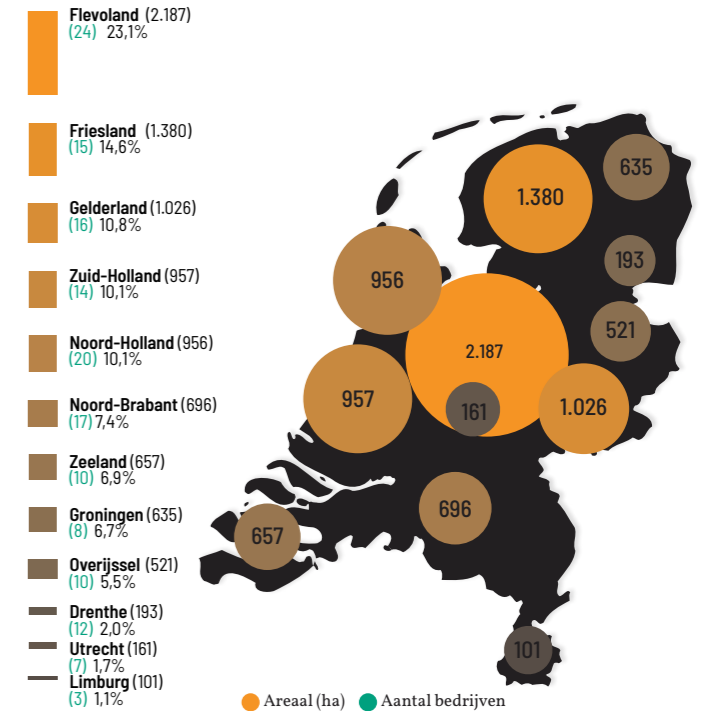 Flevoland (2.187)
(24) 23,1%
Friesland (1.380)
(15) 14,6%
Gelderland (1.026)
(16) 10,8%
Zuid-Holland (957)
(14) 10,1%
Noord-Holland (956)
(20) 10,1%
Noord-Brabant (696)
(17) 7,4%
Zeeland (657)
(10) 6,9%
Groningen (635)
(8) 6,7%
Overijssel (521)
(10) 5,5%
Drenthe (193)
(12) 2,0%
Utrecht (161)
(7) 1,7%
Limburg (101)
(3) 1,1%
635
1.380
193
956
521
2.187
957
161
1.026
696
657
101
Areaal (ha) Aantal bedrijven